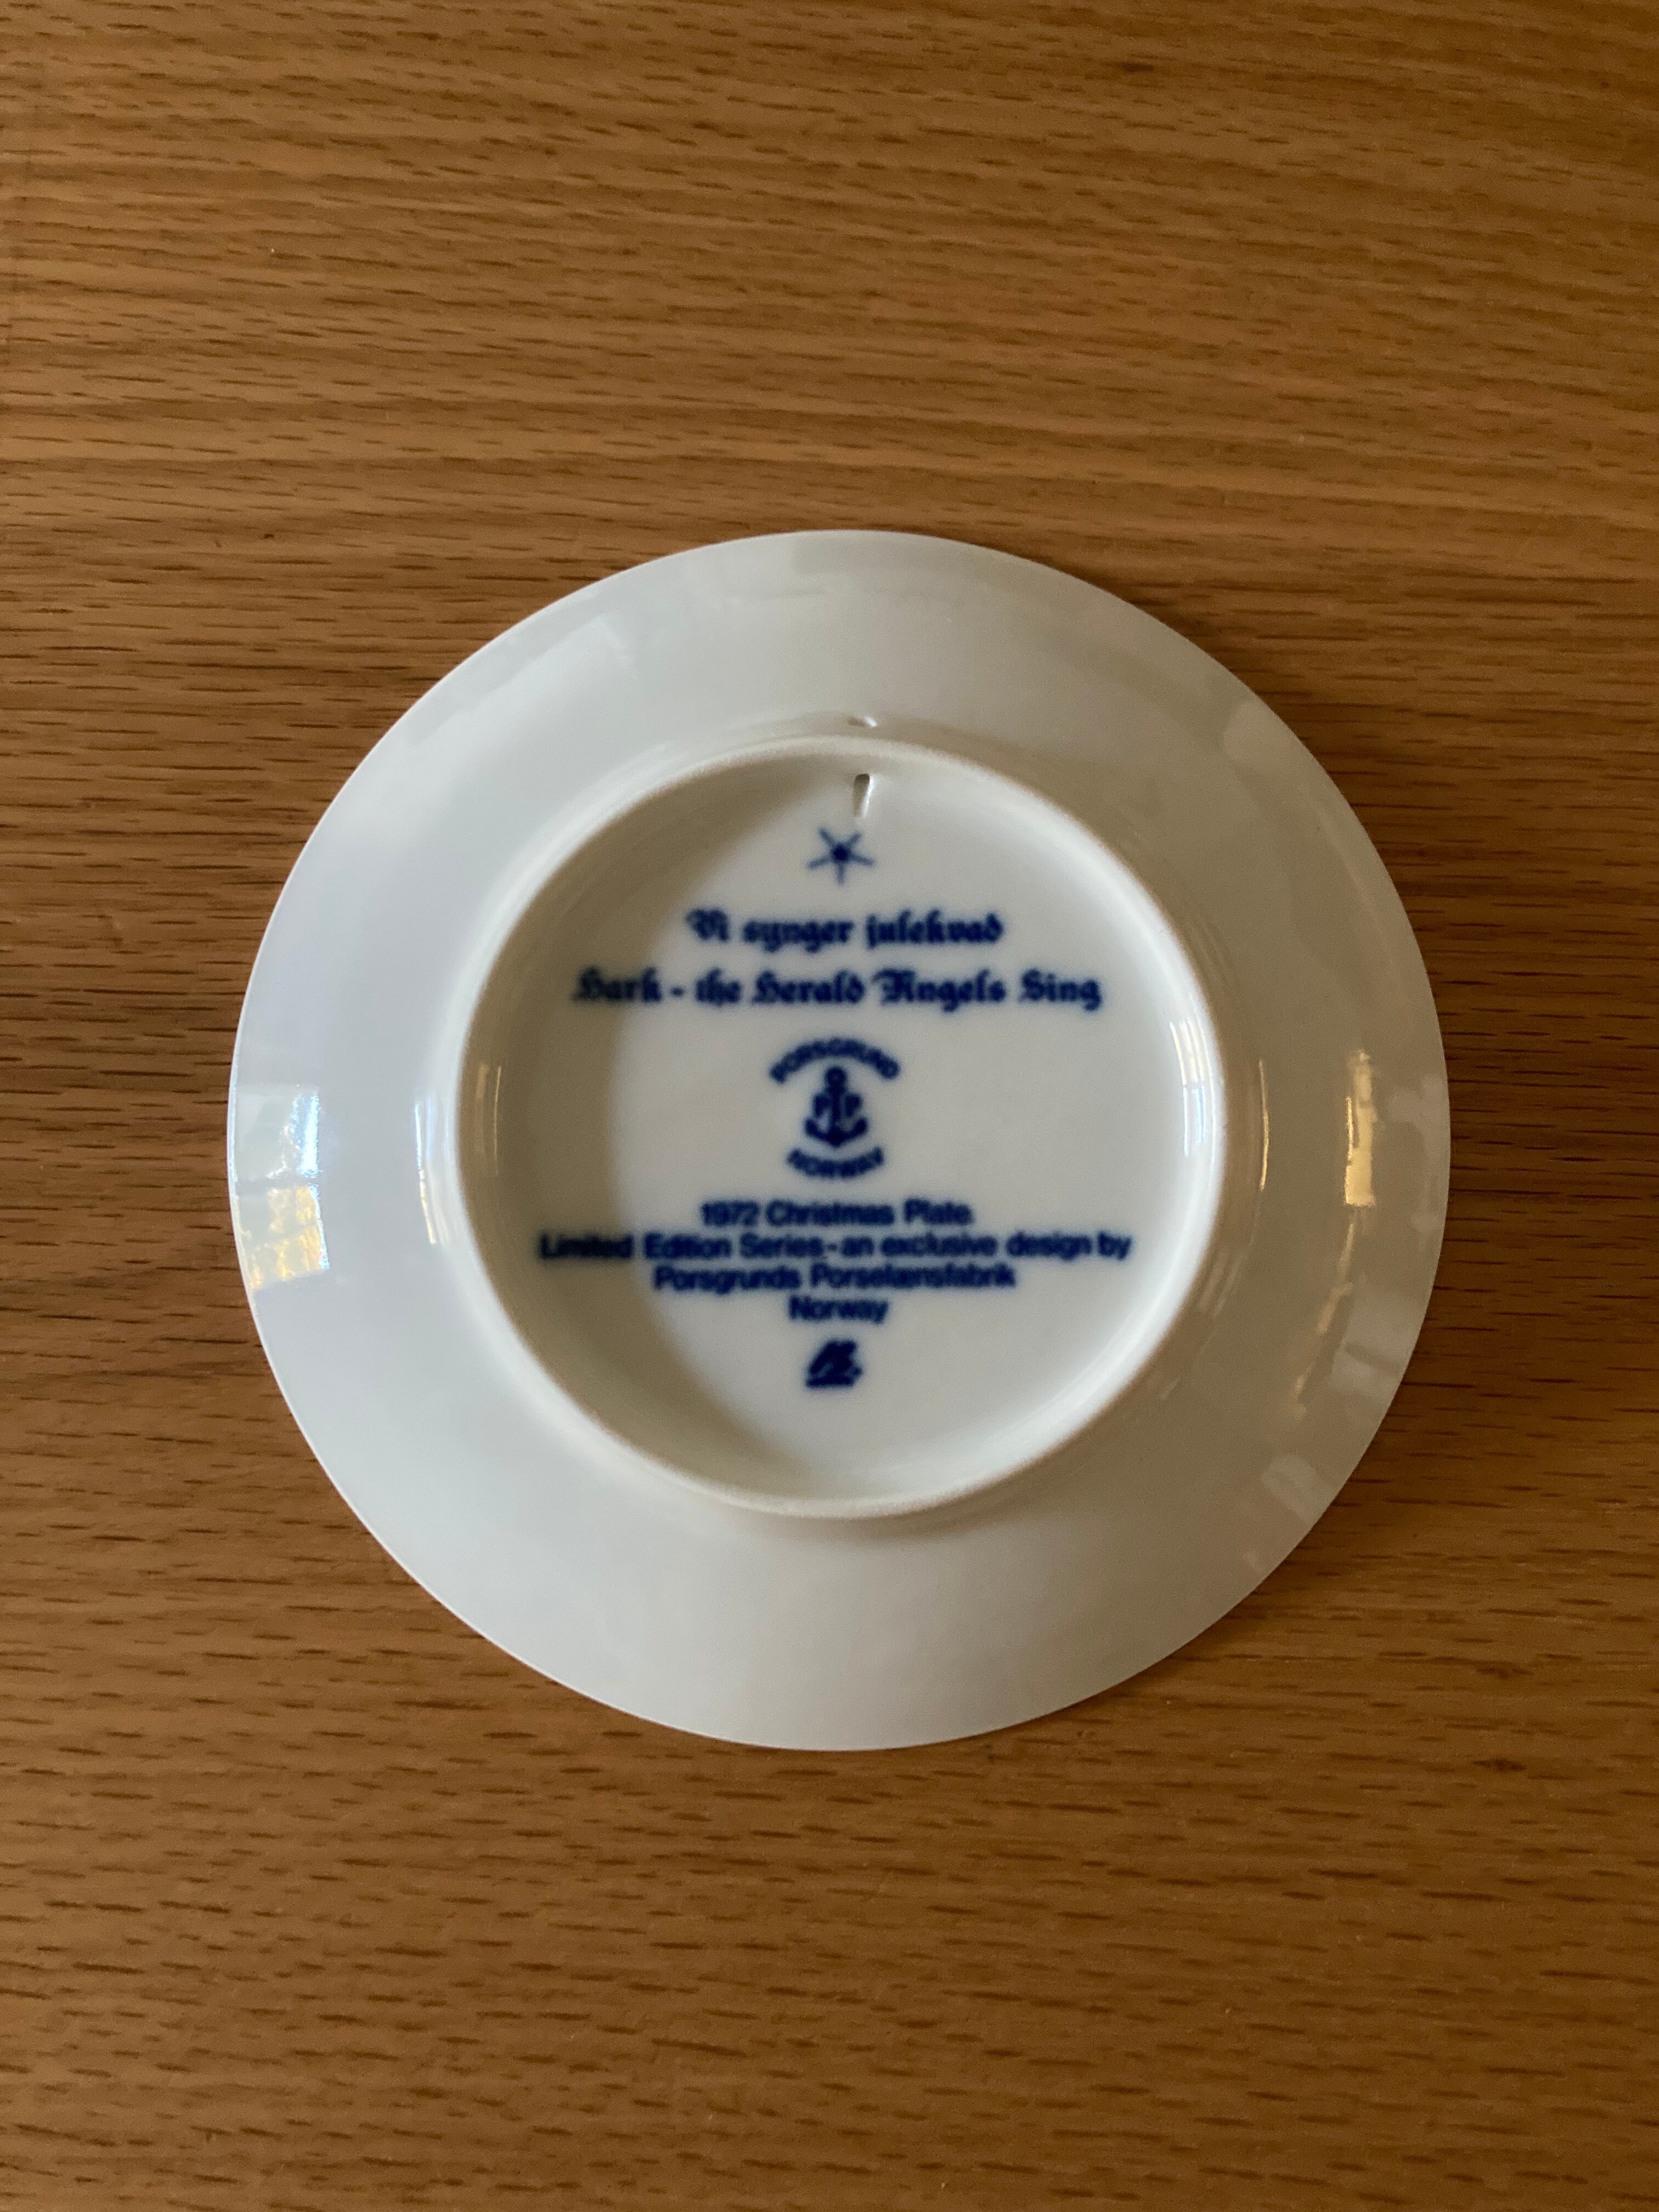 Vi synger julekvad
Hark - the Herald Angels Sing
PORSGRUND
P P
NORWAY
1972 Christmas Plate
Limited Edition Series - an exclusive design by
Porsgrunds Porselænsfabrik
Norway